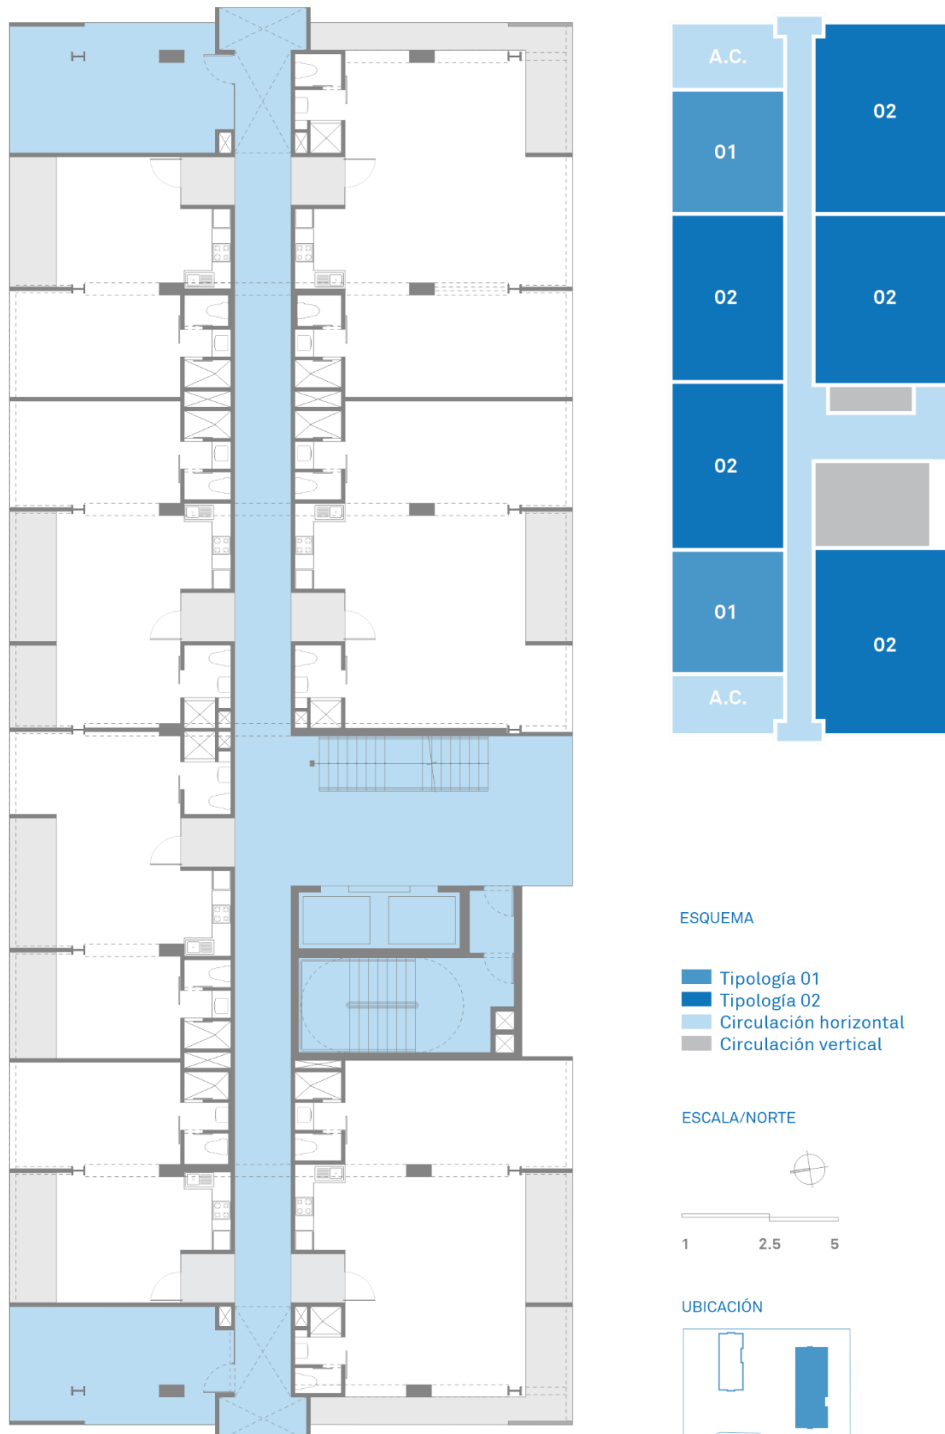 A.C.
02
01
02
02
02
01
02
A.C.
ESQUEMA
Tipología 01
Tipología 02
Circulación horizontal
Circulación vertical
ESCALA/NORTE
1 2.5 5
UBICACIÓN